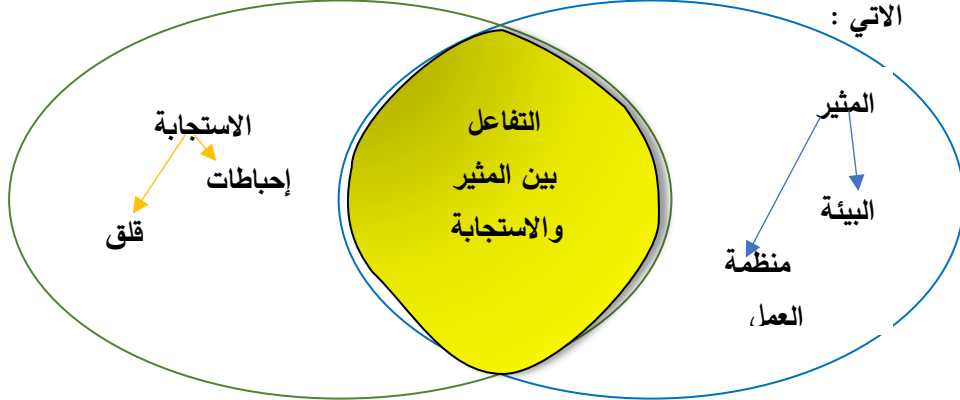 الاتي :
المثير
البيئة
منظمة
العمل
التفاعل
بين المثير
والاستجابة
الاستجابة
إحباطات
قلق